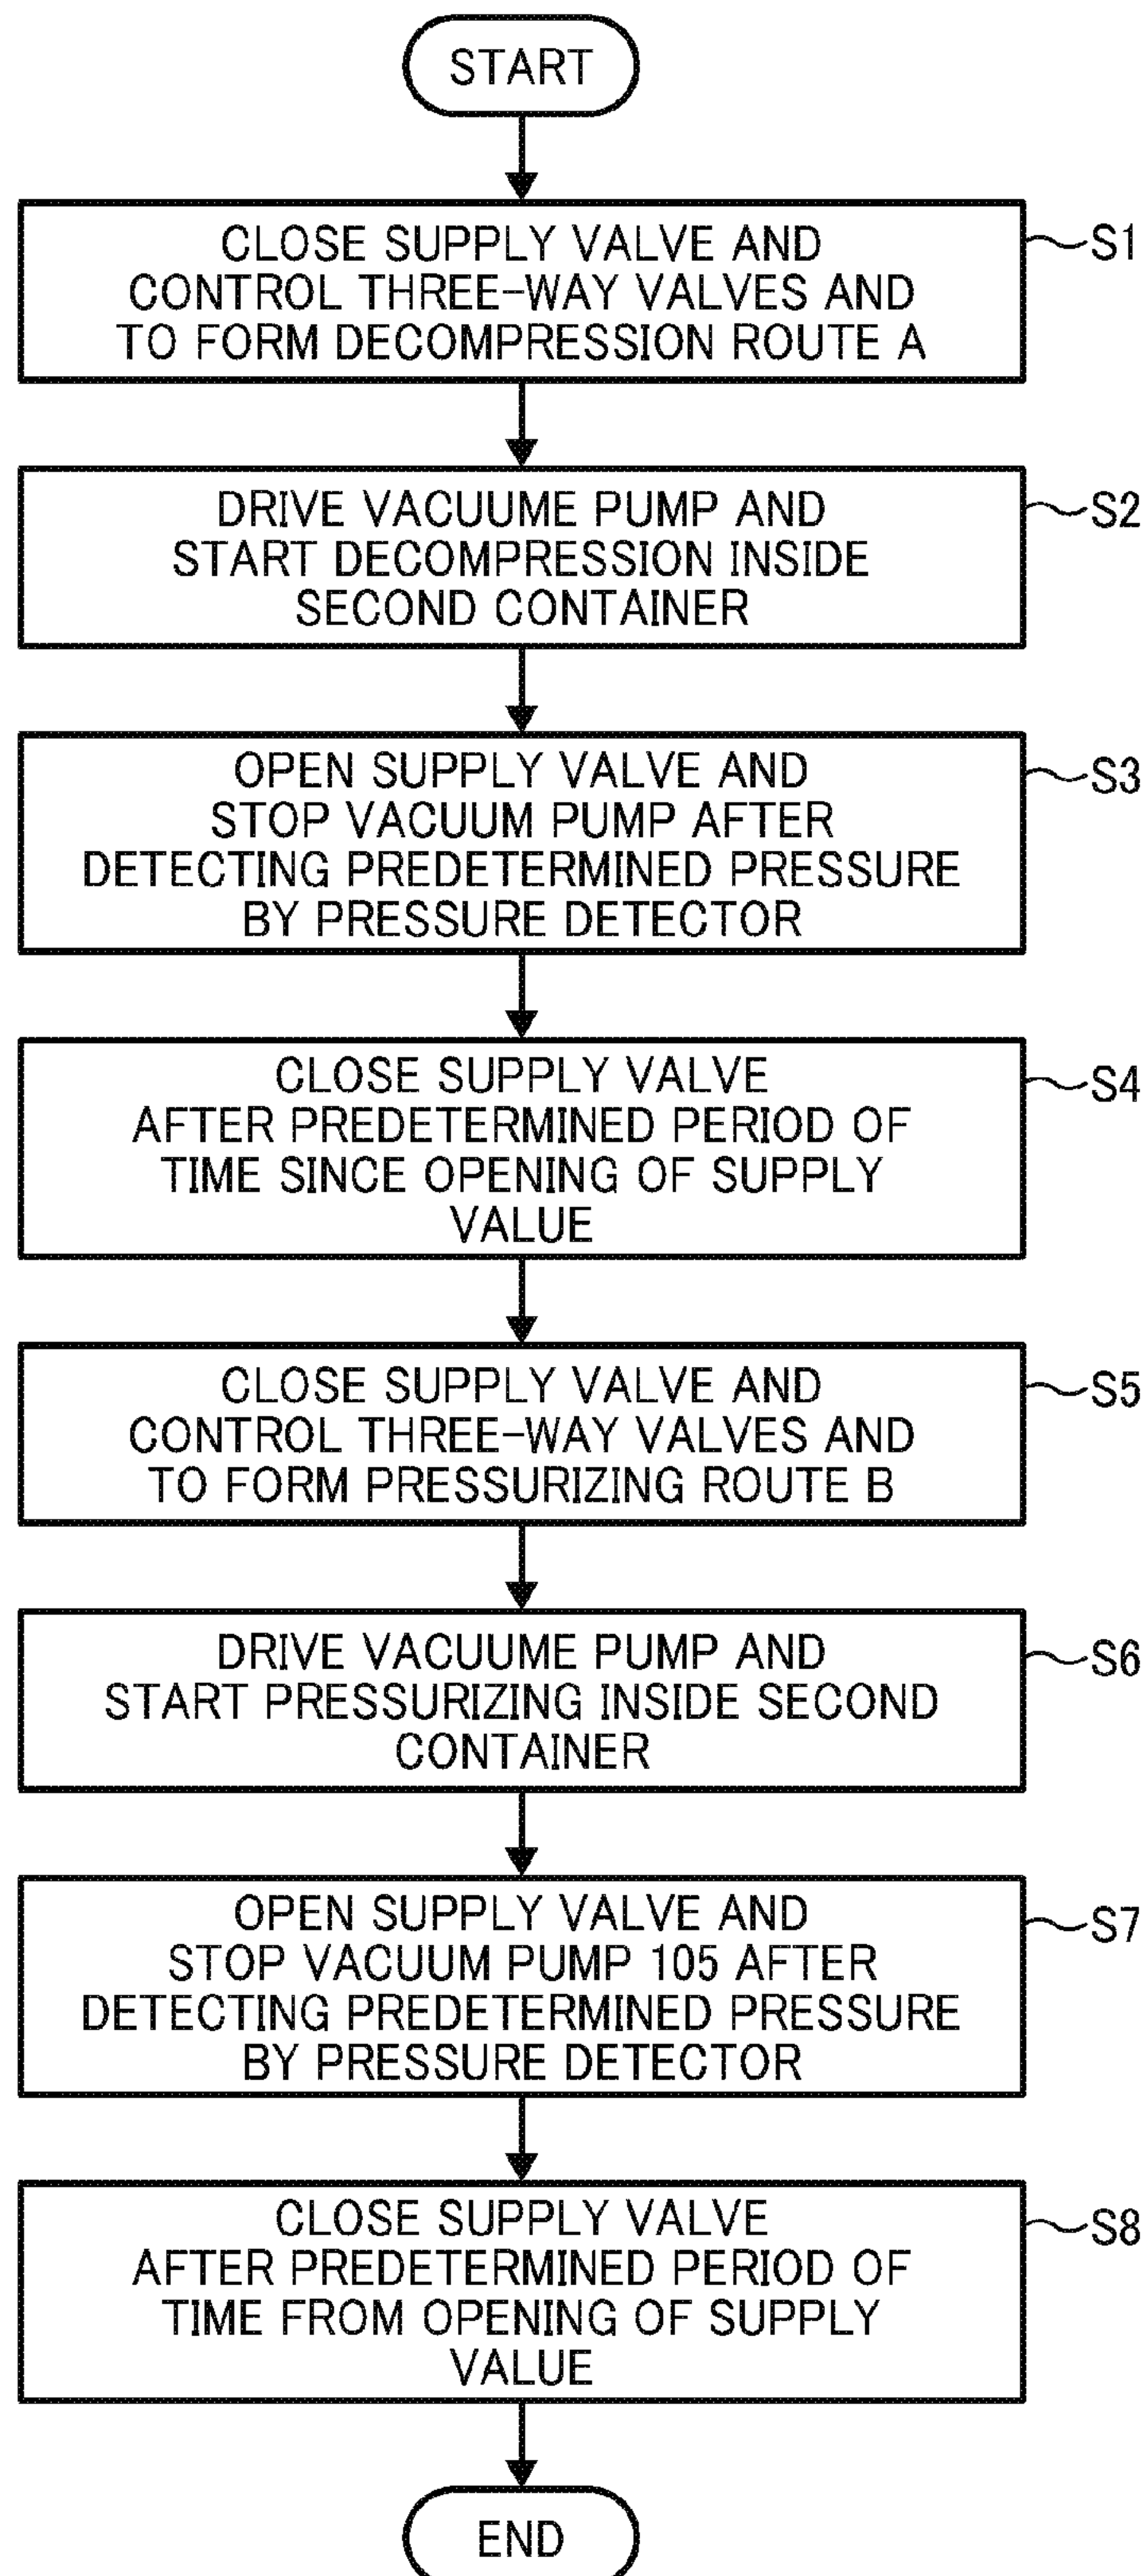 START
CLOSE SUPPLY VALVE AND
CONTROL THREE-WAY VALVES AND
TO FORM DECOMPRESSION ROUTE A
S1
DRIVE VACUUME PUMP AND
START DECOMPRESSION INSIDE
SECOND CONTAINER
S2
OPEN SUPPLY VALVE AND
STOP VACUUM PUMP AFTER
DETECTING PREDETERMINED PRESSURE
BY PRESSURE DETECTOR
S3
CLOSE SUPPLY VALVE
AFTER PREDETERMINED PERIOD OF
TIME SINCE OPENING OF SUPPLY
VALUE
S4
CLOSE SUPPLY VALVE AND
CONTROL THREE-WAY VALVES AND
TO FORM PRESSURIZING ROUTE B
S5
DRIVE VACUUME PUMP AND
START PRESSURIZING INSIDE SECOND
CONTAINER
S6
OPEN SUPPLY VALVE AND
STOP VACUUM PUMP 105 AFTER
DETECTING PREDETERMINED PRESSURE
BY PRESSURE DETECTOR
S7
CLOSE SUPPLY VALVE
AFTER PREDETERMINED PERIOD OF
TIME FROM OPENING OF SUPPLY
VALUE
S8
END